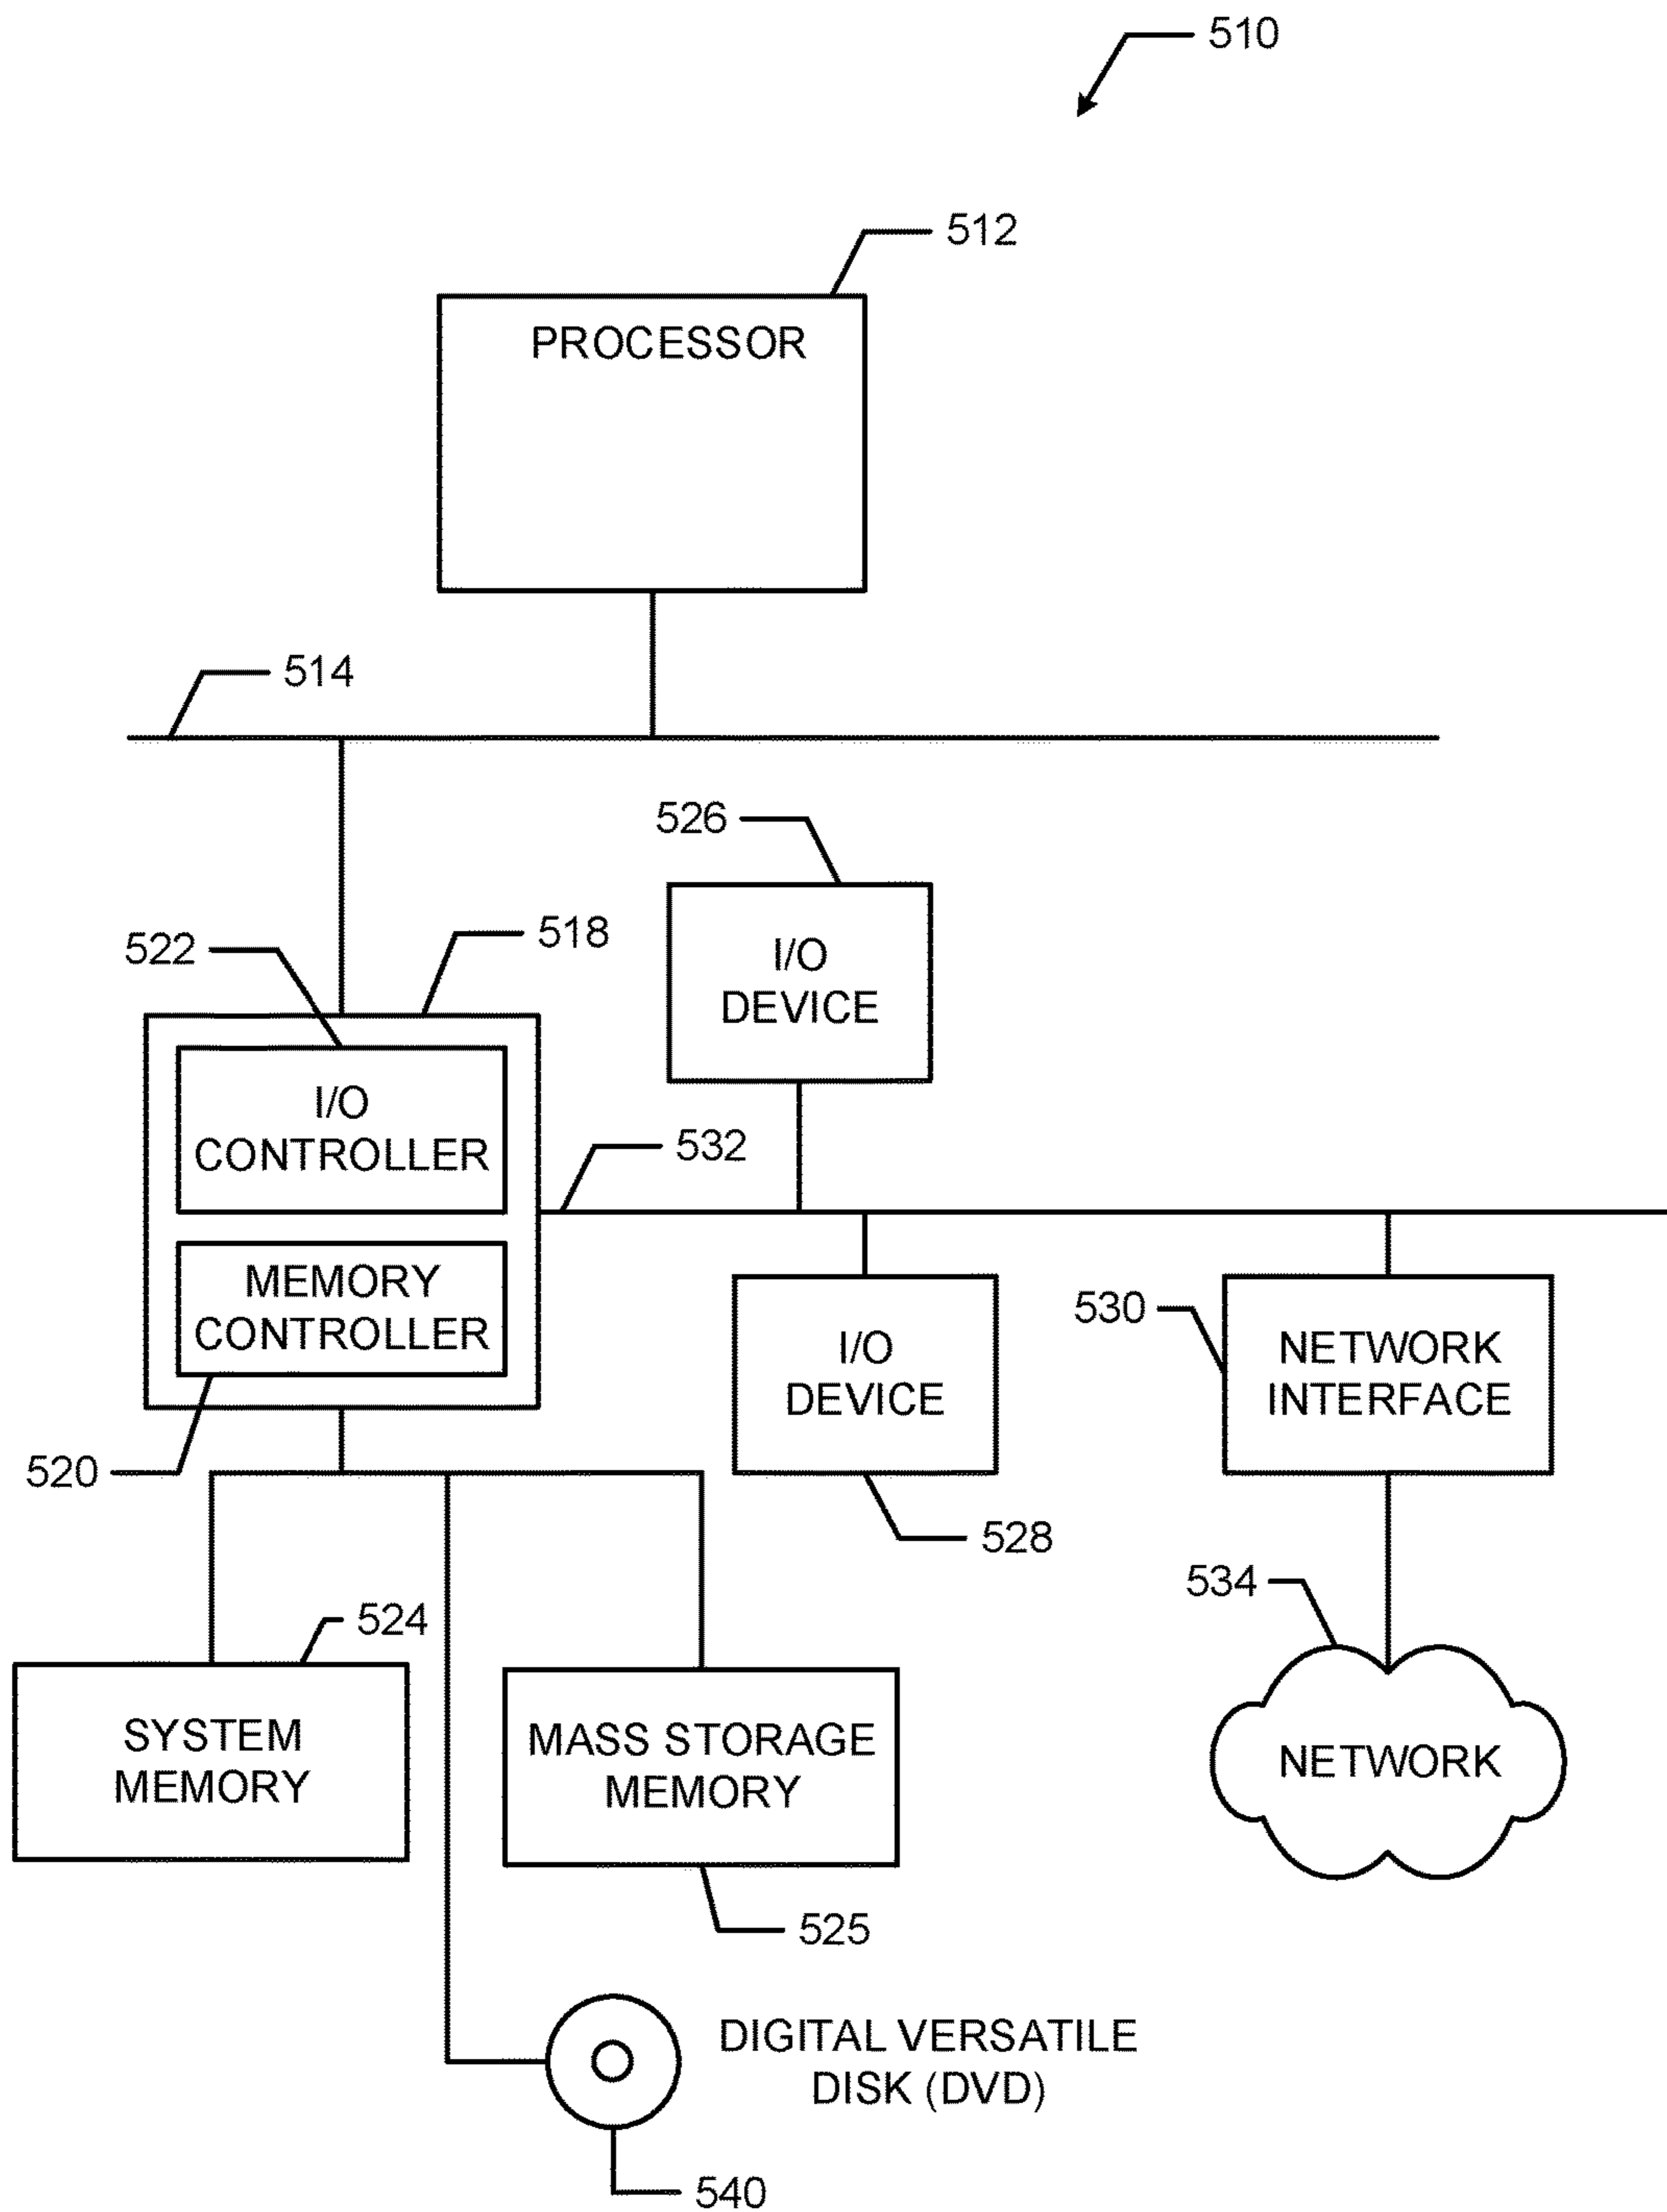 510
512
PROCESSOR
514
526
I/O
DEVICE
522
518
I/O
CONTROLLER
532
MEMORY
CONTROLLER
520
I/O
DEVICE
528
530
NETWORK
INTERFACE
534
NETWORK
524
SYSTEM
MEMORY
MASS STORAGE
MEMORY
525
DIGITAL VERSATILE
DISK (DVD)
540